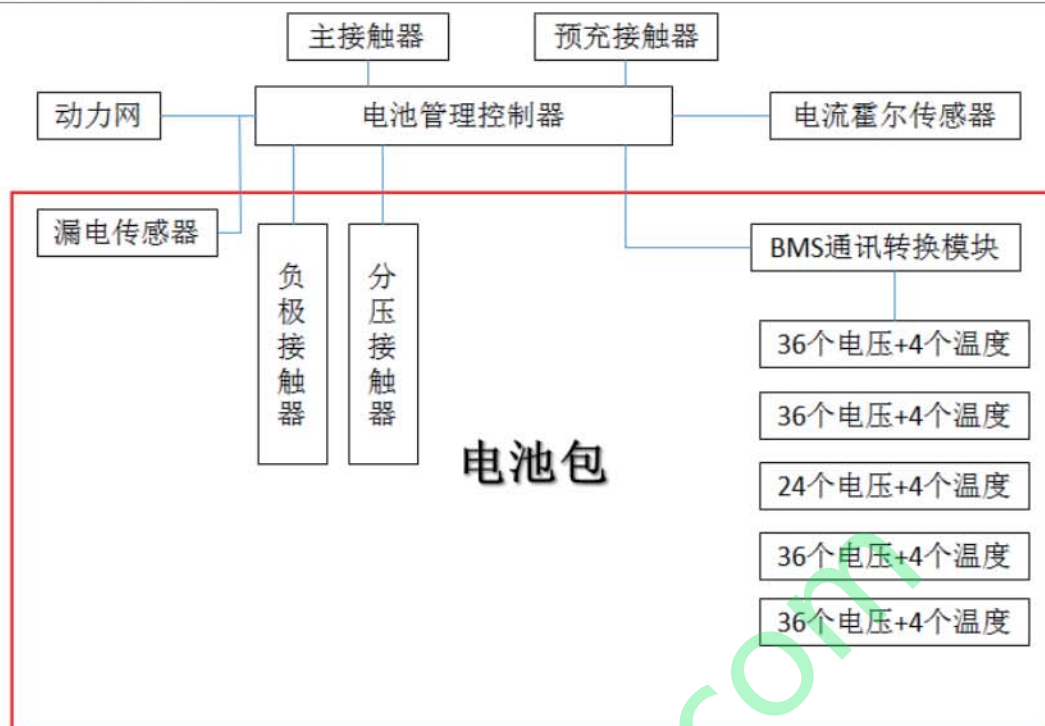 主接触器
预充接触器
动力网
电池管理控制器
电流霍尔传感器
漏电传感器
负极接触器
分压接触器
BMS通讯转换模块
36个电压+4个温度
36个电压+4个温度
电池包
24个电压+4个温度
36个电压+4个温度
36个电压+4个温度
com